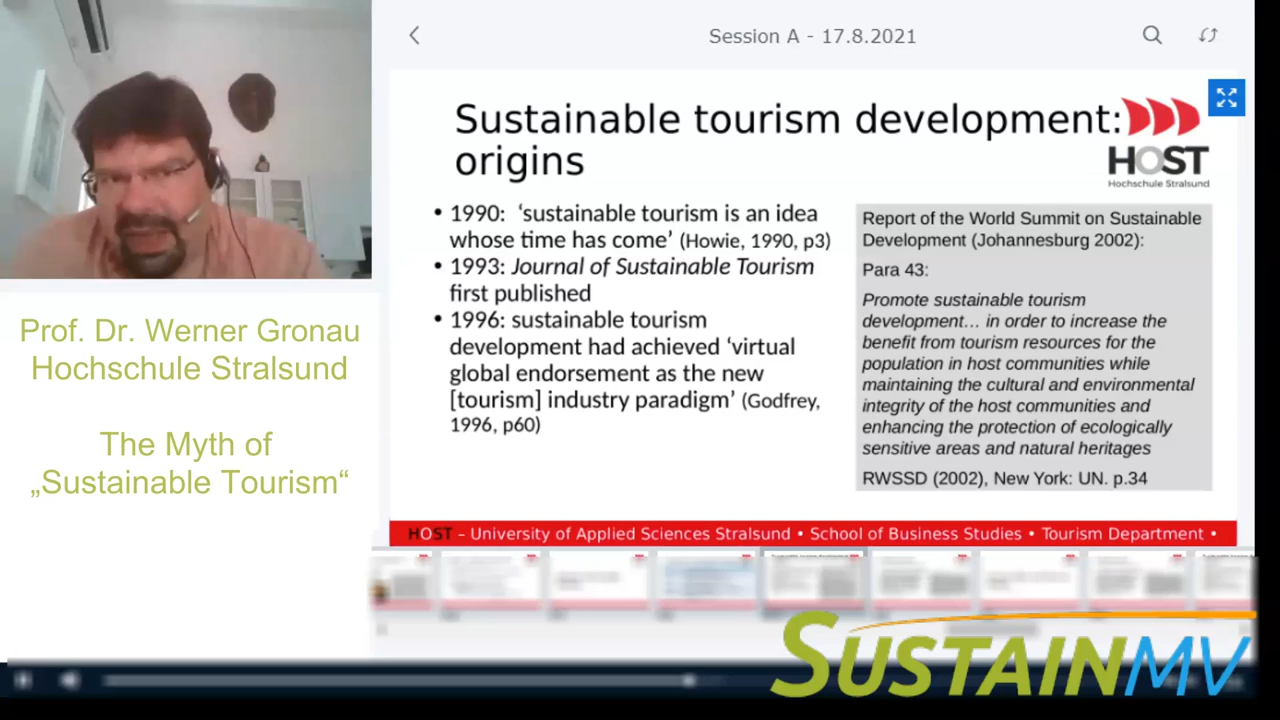 Session A - 17.8.2021
Sustainable tourism development:
origins
HOST
Hochschule Stralsund
• 1990: ‘sustainable tourism is an idea
whose time has come’ (Howie, 1990, p3)
• 1993: Journal of Sustainable Tourism
first published
• 1996: sustainable tourism
development had achieved ‘virtual
global endorsement as the new
[tourism] industry paradigm’ (Godfrey,
1996, p60)
Report of the World Summit on Sustainable
Development (Johannesburg 2002):
Para 43:
Promote sustainable tourism
development… in order to increase the
benefit from tourism resources for the
population in host communities while
maintaining the cultural and environmental
integrity of the host communities and
enhancing the protection of ecologically
sensitive areas and natural heritages
RWSSD (2002), New York: UN. p.34
HOST – University of Applied Sciences Stralsund • School of Business Studies • Tourism Department •
Prof. Dr. Werner Gronau
Hochschule Stralsund
The Myth of
„Sustainable Tourism“
SUSTAINMV